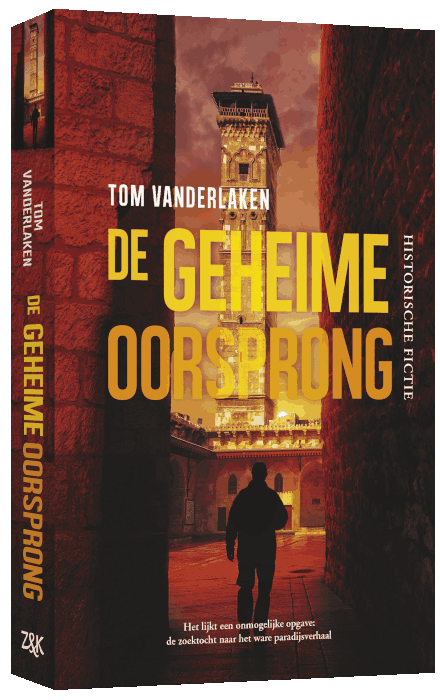 TOM VANDERLAKEN
DE GEHEIME
OORSPRONG
HISTORISCHE FICTIE
Het lijkt een onmogelijke opgave:
de zoektocht naar het ware paradijsverhaal
TOM
VANDERLAKEN
DE GEHEIME OORSPRONG
Z&K